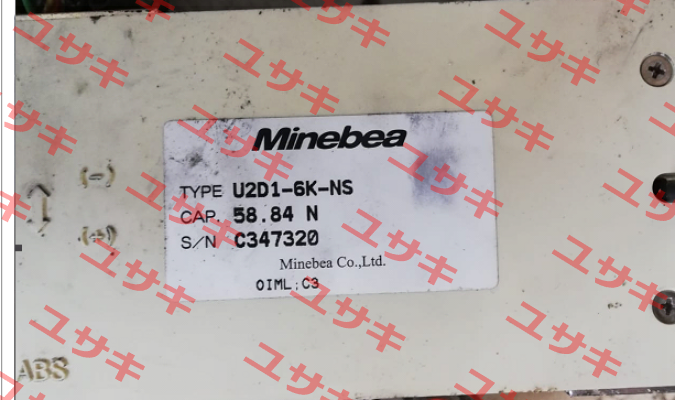 Minebea
TYPE U2D1-6K-NS
CAP. 58.84 N
S/N C347320
Minebea Co.,Ltd.
OIML:C3
(-)
(+)
ABS
ユサキ